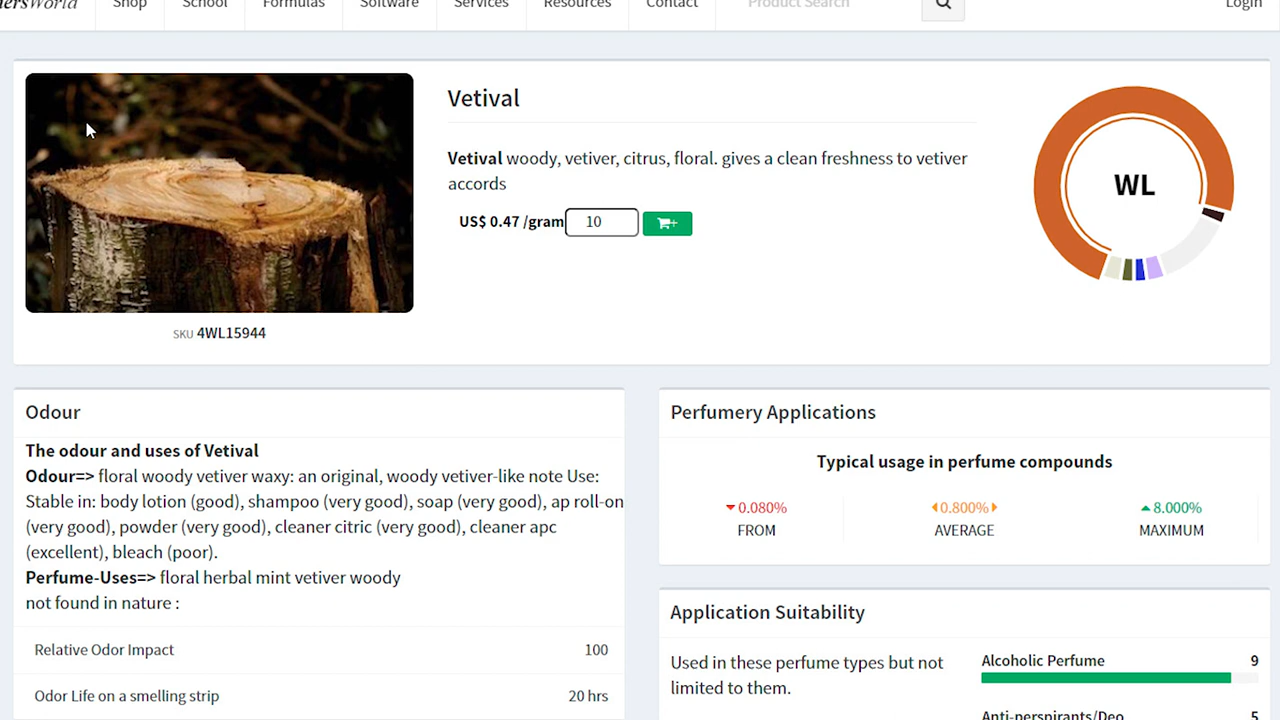 nersWorld Shop School Formulas Software Services Resources Contact Product Search Login
Vetival
Vetival woody, vetiver, citrus, floral. gives a clean freshness to vetiver
accords
US$ 0.47 /gram 10
WL
SKU 4WL15944
Odour
The odour and uses of Vetival
Odour=> floral woody vetiver waxy: an original, woody vetiver-like note Use:
Stable in: body lotion (good), shampoo (very good), soap (very good), ap roll-on
(very good), powder (very good), cleaner citric (very good), cleaner apc
(excellent), bleach (poor).
Perfume-Uses=> floral herbal mint vetiver woody
not found in nature :
Relative Odor Impact 100
Odor Life on a smelling strip 20 hrs
Perfumery Applications
Typical usage in perfume compounds
0.080% 0.800% 8.000%
FROM AVERAGE MAXIMUM
Application Suitability
Used in these perfume types but not
limited to them.
Alcoholic Perfume 9
Anti-perspirants/Deo 5